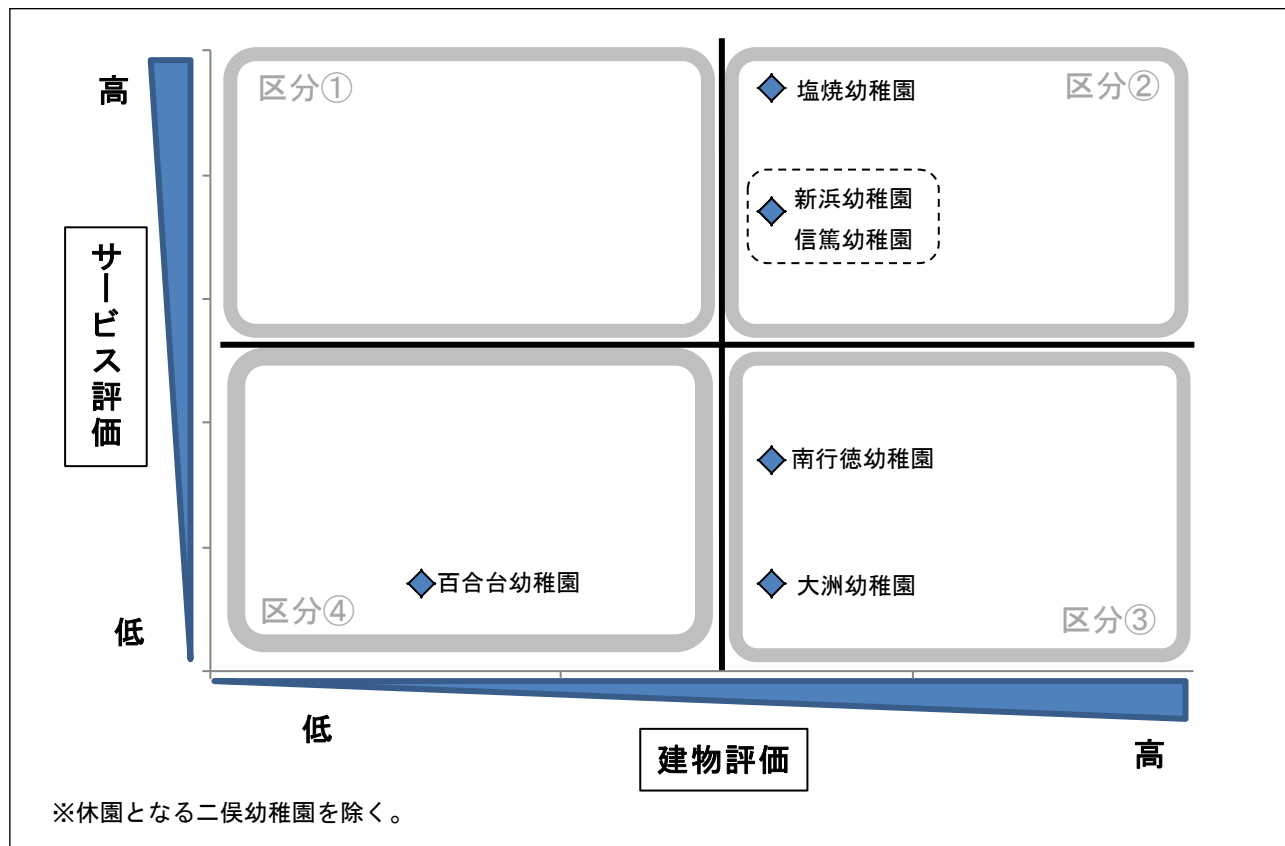 高
サービス評価
低
区分①
塩焼幼稚園
区分②
新浜幼稚園
信篤幼稚園
南行徳幼稚園
百合台幼稚園
大洲幼稚園
区分④
区分③
低
建物評価
高
※休園となる二俣幼稚園を除く。